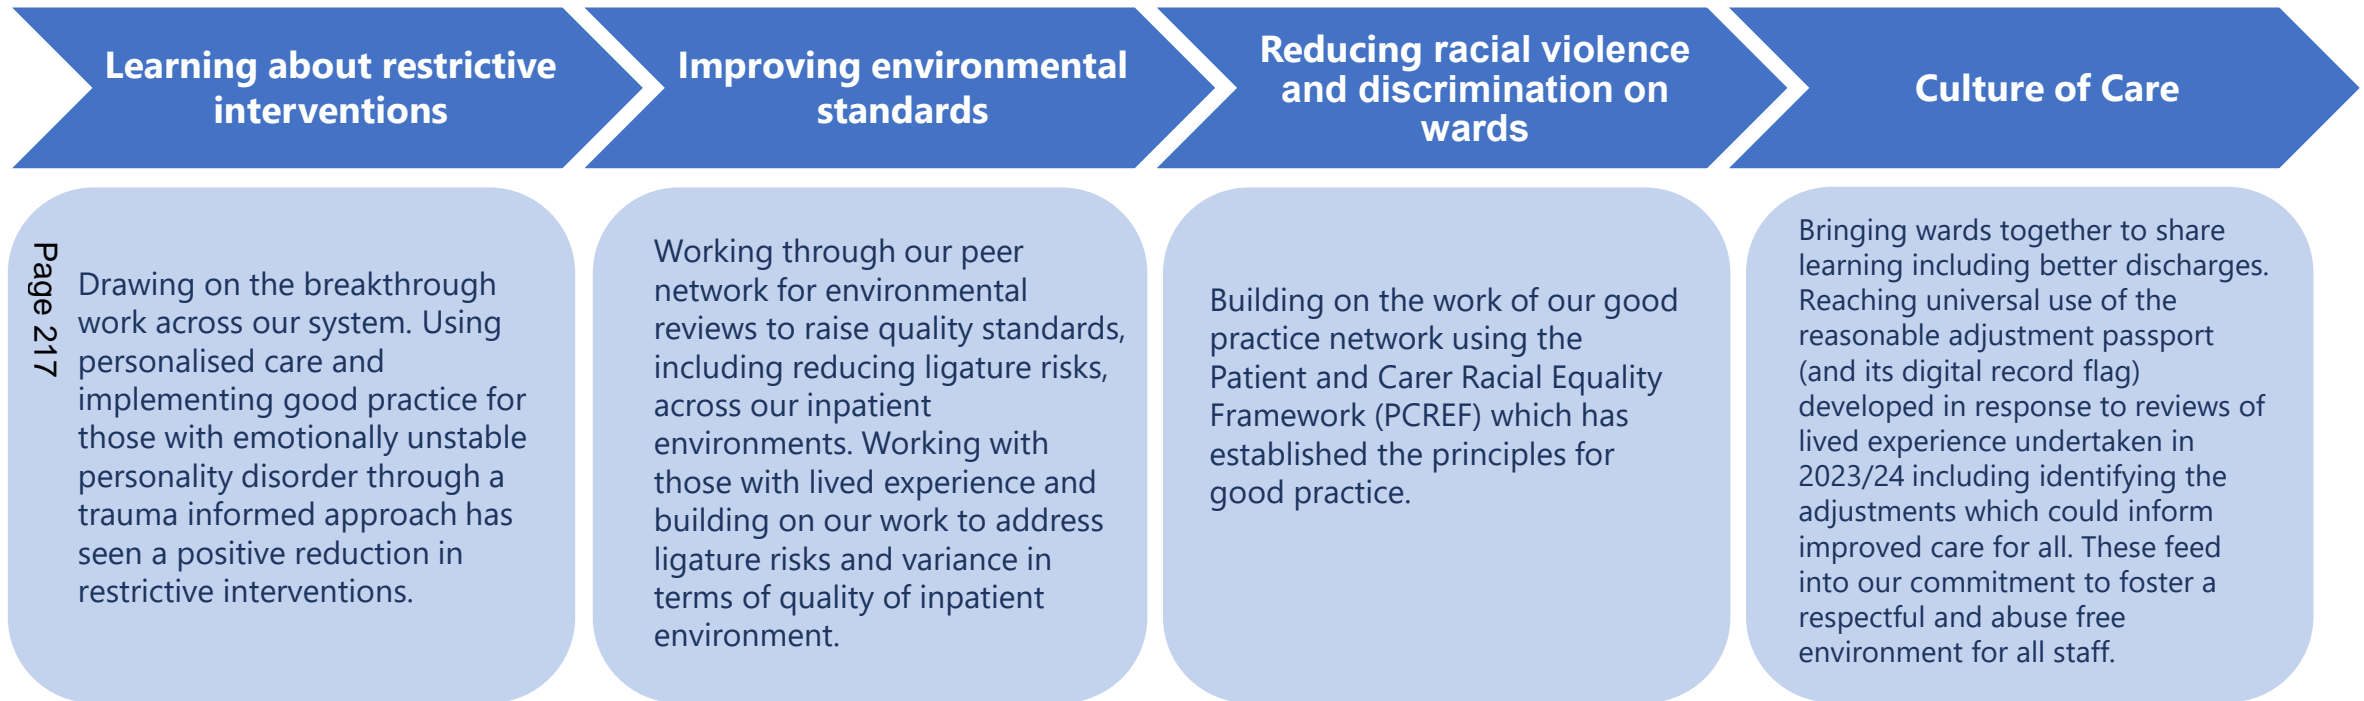 Learning about restrictive
interventions
Improving environmental
standards
Reducing racial violence
and discrimination on
wards
Culture of Care
Page 217
Drawing on the breakthrough
work across our system. Using
personalised care and
implementing good practice for
those with emotionally unstable
personality disorder through a
trauma informed approach has
seen a positive reduction in
restrictive interventions.
Working through our peer
network for environmental
reviews to raise quality standards,
including reducing ligature risks,
across our inpatient
environments. Working with
those with lived experience and
building on our work to address
ligature risks and variance in
terms of quality of inpatient
environment.
Building on the work of our good
practice network using the
Patient and Carer Racial Equality
Framework (PCREF) which has
established the principles for
good practice.
Bringing wards together to share
learning including better discharges.
Reaching universal use of the
reasonable adjustment passport
(and its digital record flag)
developed in response to reviews of
lived experience undertaken in
2023/24 including identifying the
adjustments which could inform
improved care for all. These feed
into our commitment to foster a
respectful and abuse free
environment for all staff.